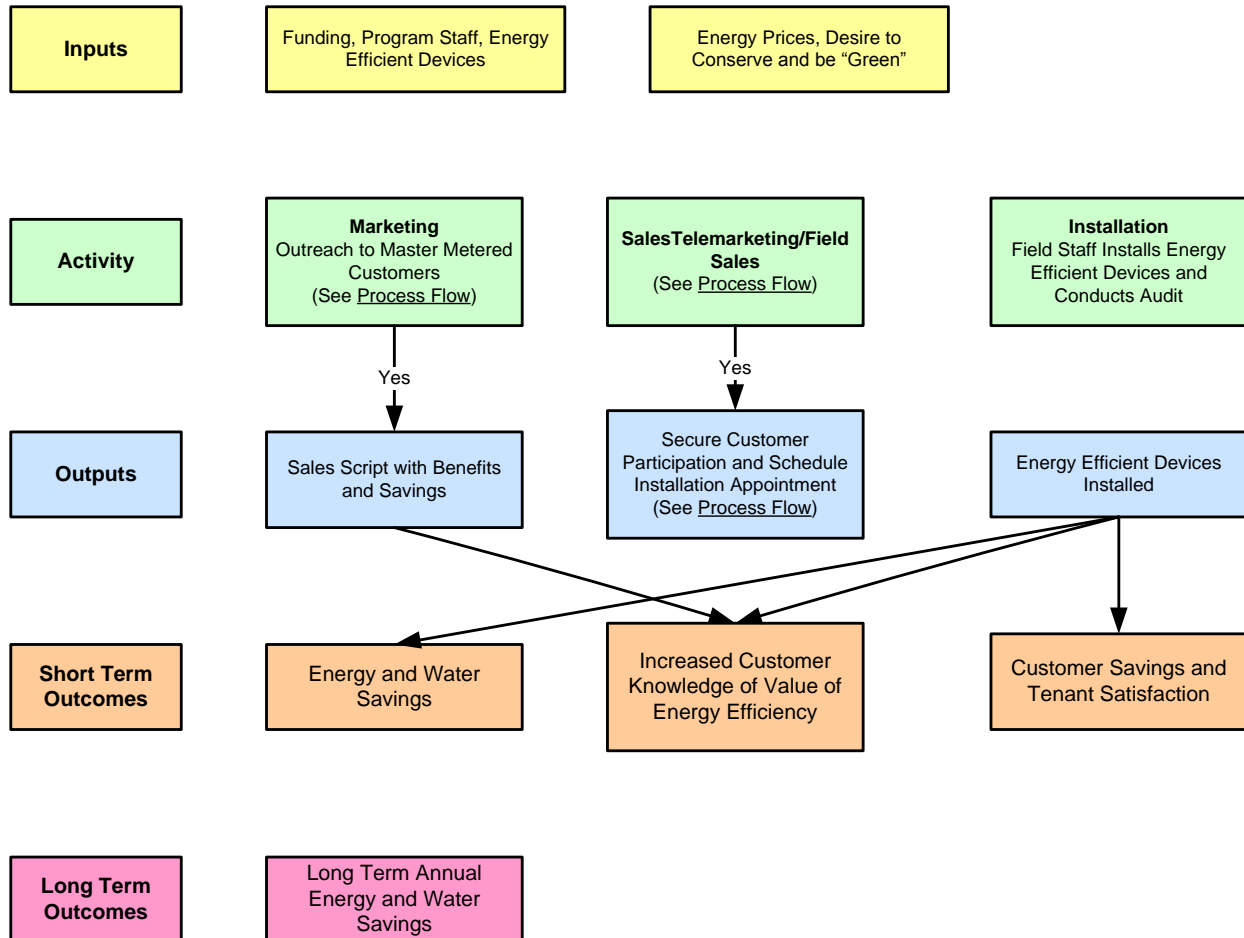 Inputs
Funding, Program Staff, Energy
Efficient Devices
Energy Prices, Desire to
Conserve and be “Green”
Activity
Marketing
Outreach to Master Metered
Customers
(See Process Flow)
SalesTelemarketing/Field
Sales
(See Process Flow)
Installation
Field Staff Installs Energy
Efficient Devices and
Conducts Audit
Yes
Yes
Outputs
Sales Script with Benefits
and Savings
Secure Customer
Participation and Schedule
Installation Appointment
(See Process Flow)
Energy Efficient Devices
Installed
Short Term
Outcomes
Energy and Water
Savings
Increased Customer
Knowledge of Value of
Energy Efficiency
Customer Savings and
Tenant Satisfaction
Long Term
Outcomes
Long Term Annual
Energy and Water
Savings